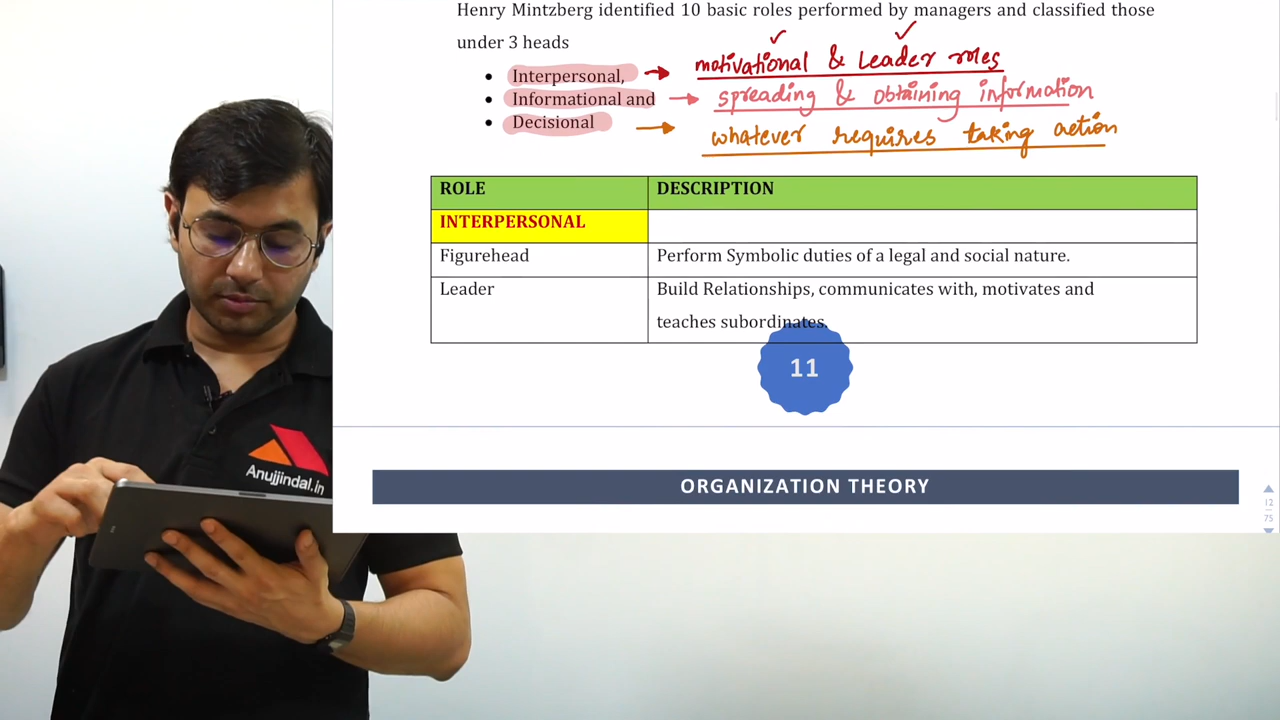 Henry Mintzberg identified 10 basic roles performed by managers and classified those
under 3 heads
• Interpersonal, → motivational & Leader roles
• Informational and → spreading & obtaining information
• Decisional → whatever requires taking action
ROLE DESCRIPTION
INTERPERSONAL
Figurehead Perform Symbolic duties of a legal and social nature.
Leader Build Relationships, communicates with, motivates and
teaches subordinates.
11
ORGANIZATION THEORY
12
75
Anujjindal.in